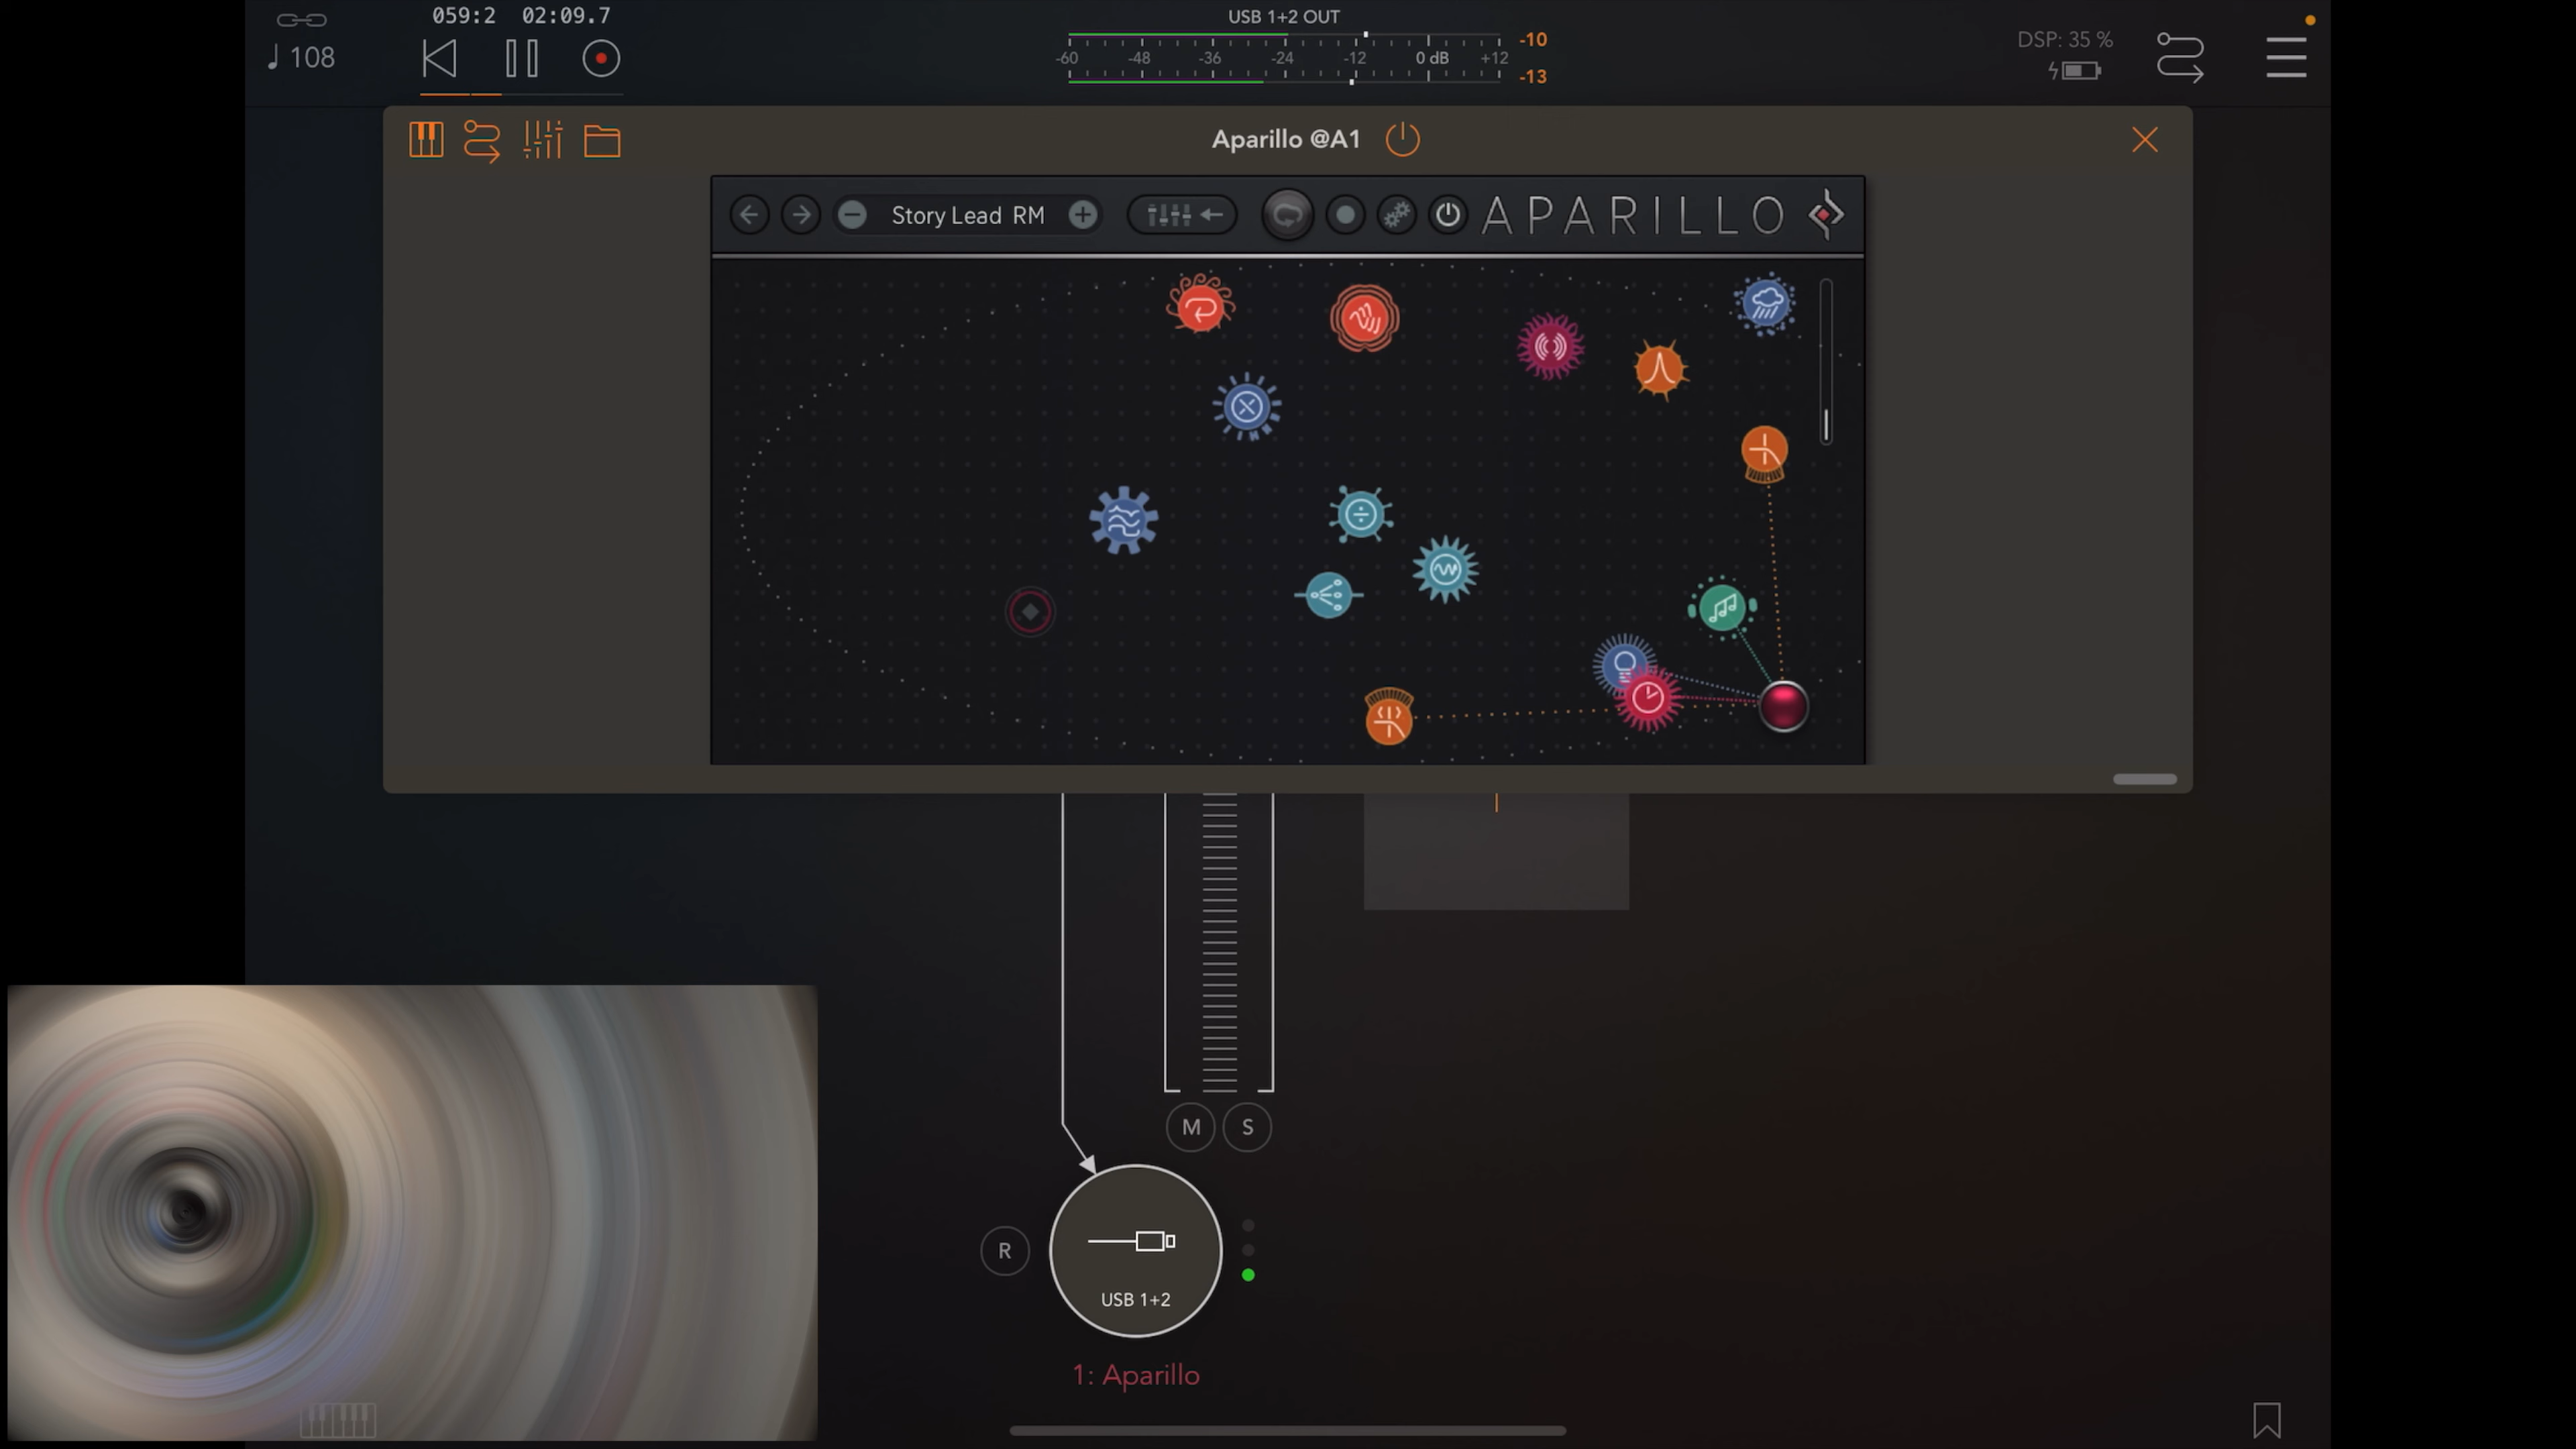 059:2 02:09.7
108
USB 1+2 OUT
-60 -48 -36 -24 -12 0 dB +12
-10
-13
DSP: 35 %
Aparillo @A1
Story Lead RM
APARILLO
M S
R
USB 1+2
1: Aparillo